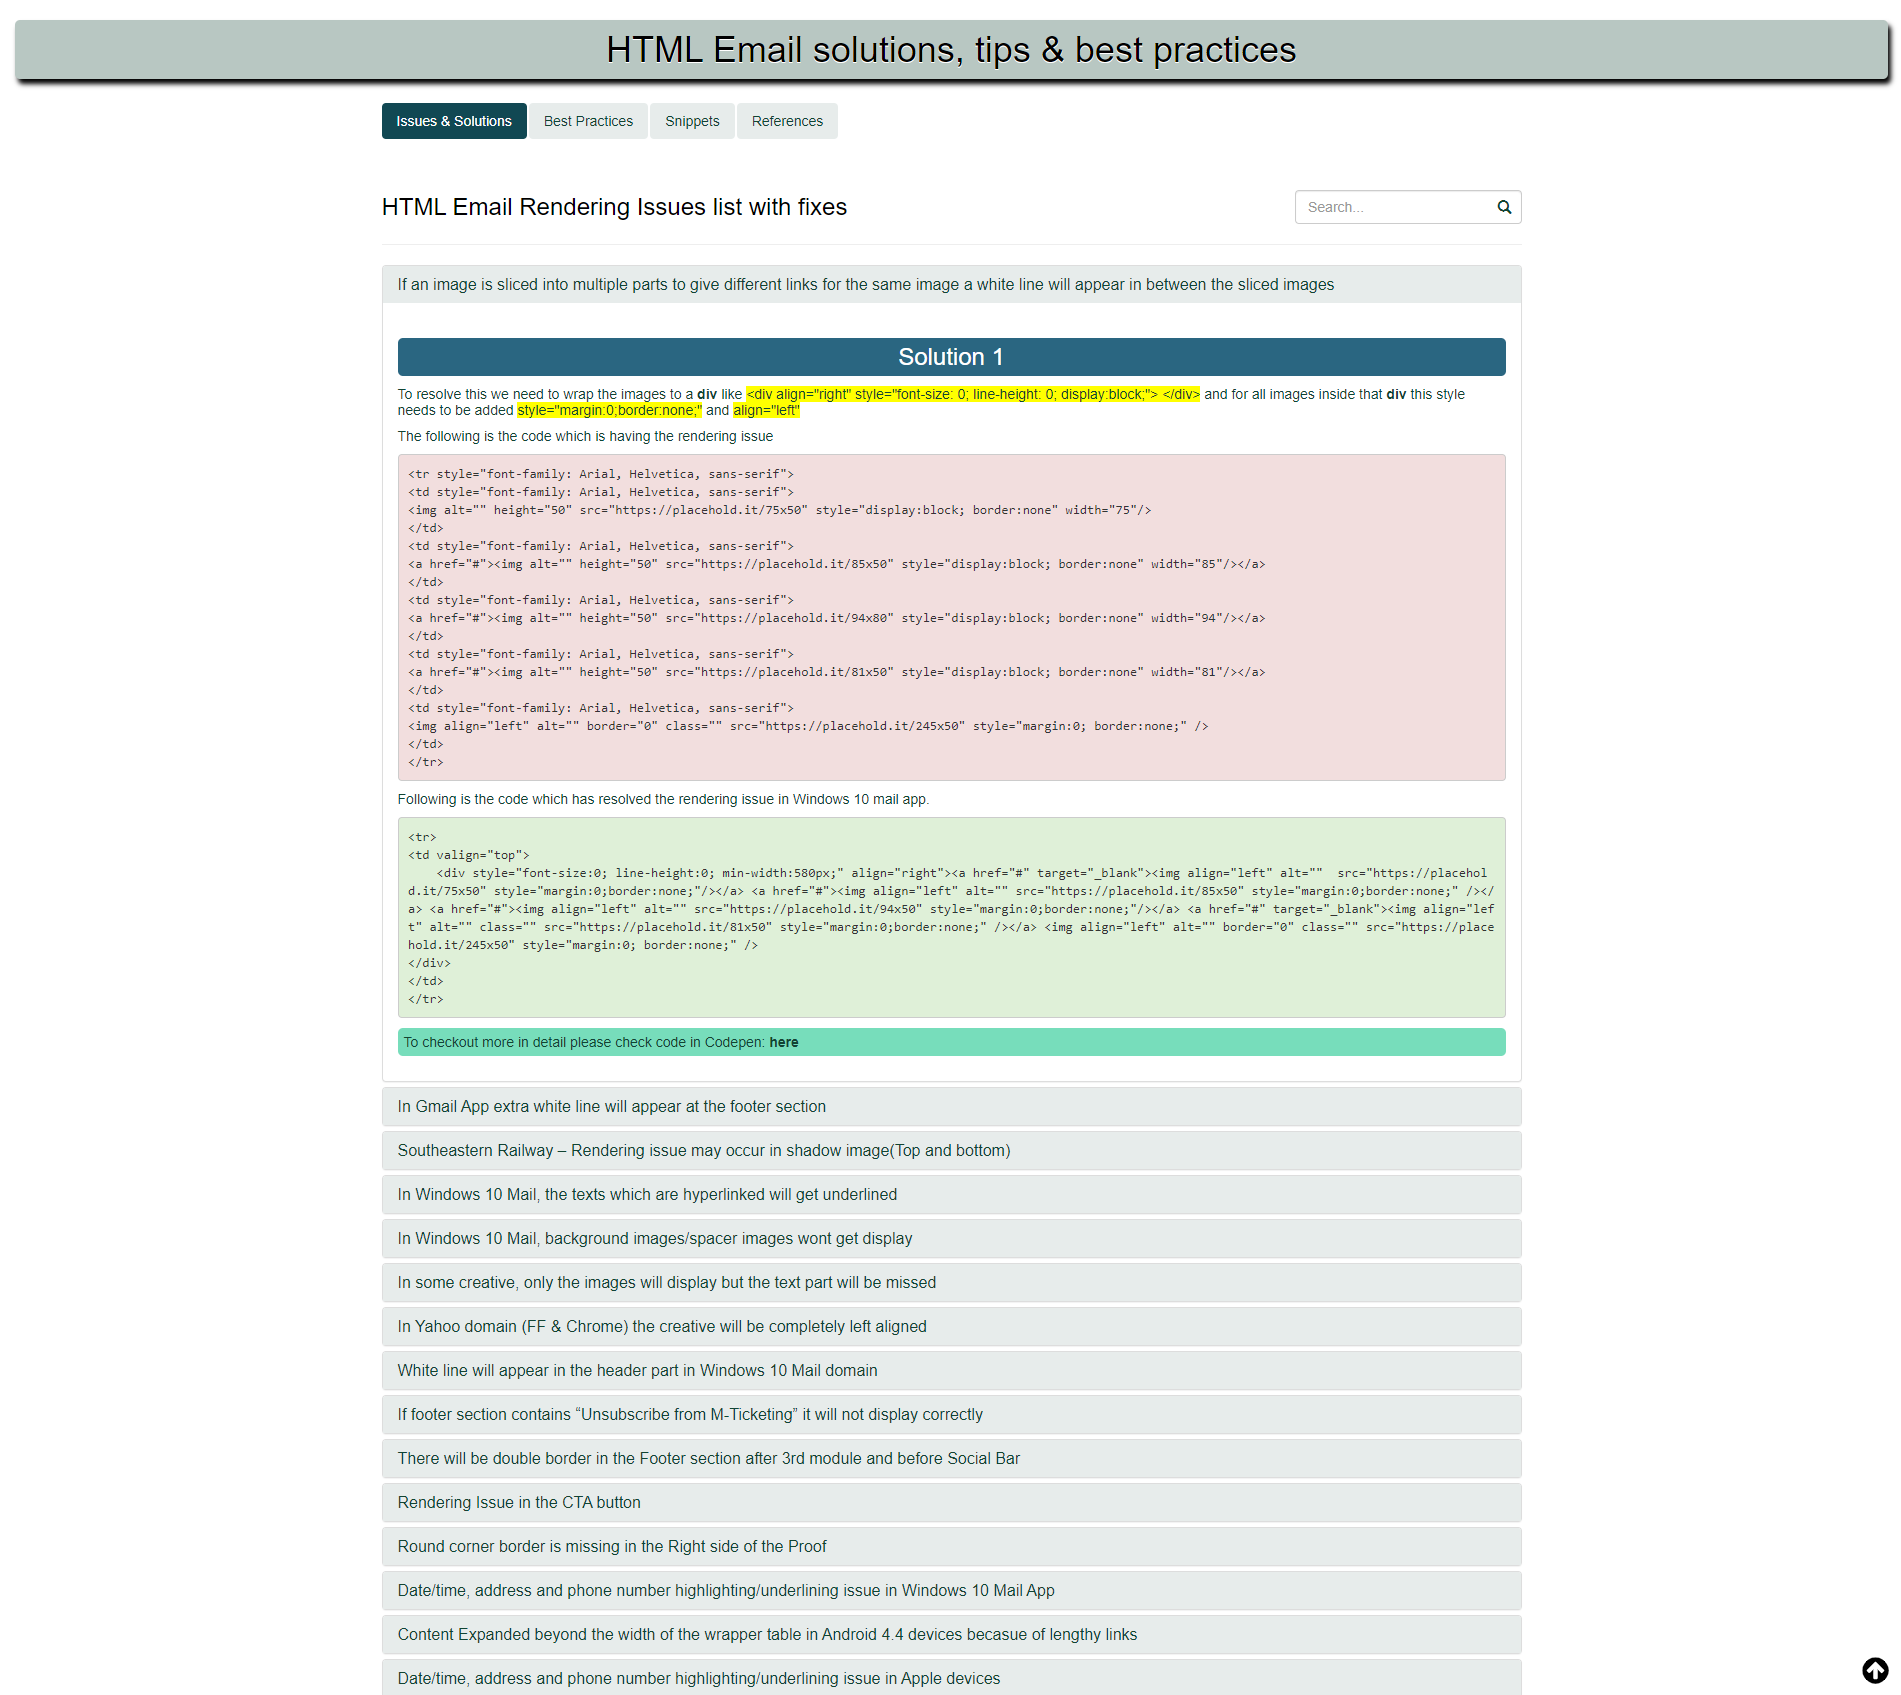 HTML Email solutions, tips & best practices
Issues & Solutions
Best Practices
Snippets
References
HTML Email Rendering Issues list with fixes
Search...
If an image is sliced into multiple parts to give different links for the same image a white line will appear in between the sliced images
Solution 1
To resolve this we need to wrap the images to a div like <div align="right" style="font-size: 0; line-height: 0; display:block;"> </div> and for all images inside that div this style
needs to be added style="margin:0;border:none;" and align="left"
The following is the code which is having the rendering issue
<tr style="font-family: Arial, Helvetica, sans-serif">
<td style="font-family: Arial, Helvetica, sans-serif">
<img alt="" height="50" src="https://placehold.it/75x50" style="display:block; border:none" width="75"/>
</td>
<td style="font-family: Arial, Helvetica, sans-serif">
<a href="#"><img alt="" height="50" src="https://placehold.it/85x50" style="display:block; border:none" width="85"/></a>
</td>
<td style="font-family: Arial, Helvetica, sans-serif">
<a href="#"><img alt="" height="50" src="https://placehold.it/94x80" style="display:block; border:none" width="94"/></a>
</td>
<td style="font-family: Arial, Helvetica, sans-serif">
<a href="#"><img alt="" height="50" src="https://placehold.it/81x50" style="display:block; border:none" width="81"/></a>
</td>
<td style="font-family: Arial, Helvetica, sans-serif">
<img align="left" alt="" border="0" class="" src="https://placehold.it/245x50" style="margin:0; border:none;" />
</td>
</tr>
Following is the code which has resolved the rendering issue in Windows 10 mail app.
<tr>
<td valign="top">
    <div style="font-size:0; line-height:0; min-width:580px;" align="right"><a href="#" target="_blank"><img align="left" alt=""  src="https://placehol
d.it/75x50" style="margin:0;border:none;"/></a> <a href="#"><img align="left" alt="" src="https://placehold.it/85x50" style="margin:0;border:none;" /></
a> <a href="#"><img align="left" alt="" src="https://placehold.it/94x50" style="margin:0;border:none;"/></a> <a href="#" target="_blank"><img align="lef
t" alt="" class="" src="https://placehold.it/81x50" style="margin:0;border:none;" /></a> <img align="left" alt="" border="0" class="" src="https://place
hold.it/245x50" style="margin:0; border:none;" />
</div>
</td>
</tr>
To checkout more in detail please check code in Codepen: here
In Gmail App extra white line will appear at the footer section
Southeastern Railway – Rendering issue may occur in shadow image(Top and bottom)
In Windows 10 Mail, the texts which are hyperlinked will get underlined
In Windows 10 Mail, background images/spacer images wont get display
In some creative, only the images will display but the text part will be missed
In Yahoo domain (FF & Chrome) the creative will be completely left aligned
White line will appear in the header part in Windows 10 Mail domain
If footer section contains “Unsubscribe from M-Ticketing” it will not display correctly
There will be double border in the Footer section after 3rd module and before Social Bar
Rendering Issue in the CTA button
Round corner border is missing in the Right side of the Proof
Date/time, address and phone number highlighting/underlining issue in Windows 10 Mail App
Content Expanded beyond the width of the wrapper table in Android 4.4 devices becasue of lengthy links
Date/time, address and phone number highlighting/underlining issue in Apple devices